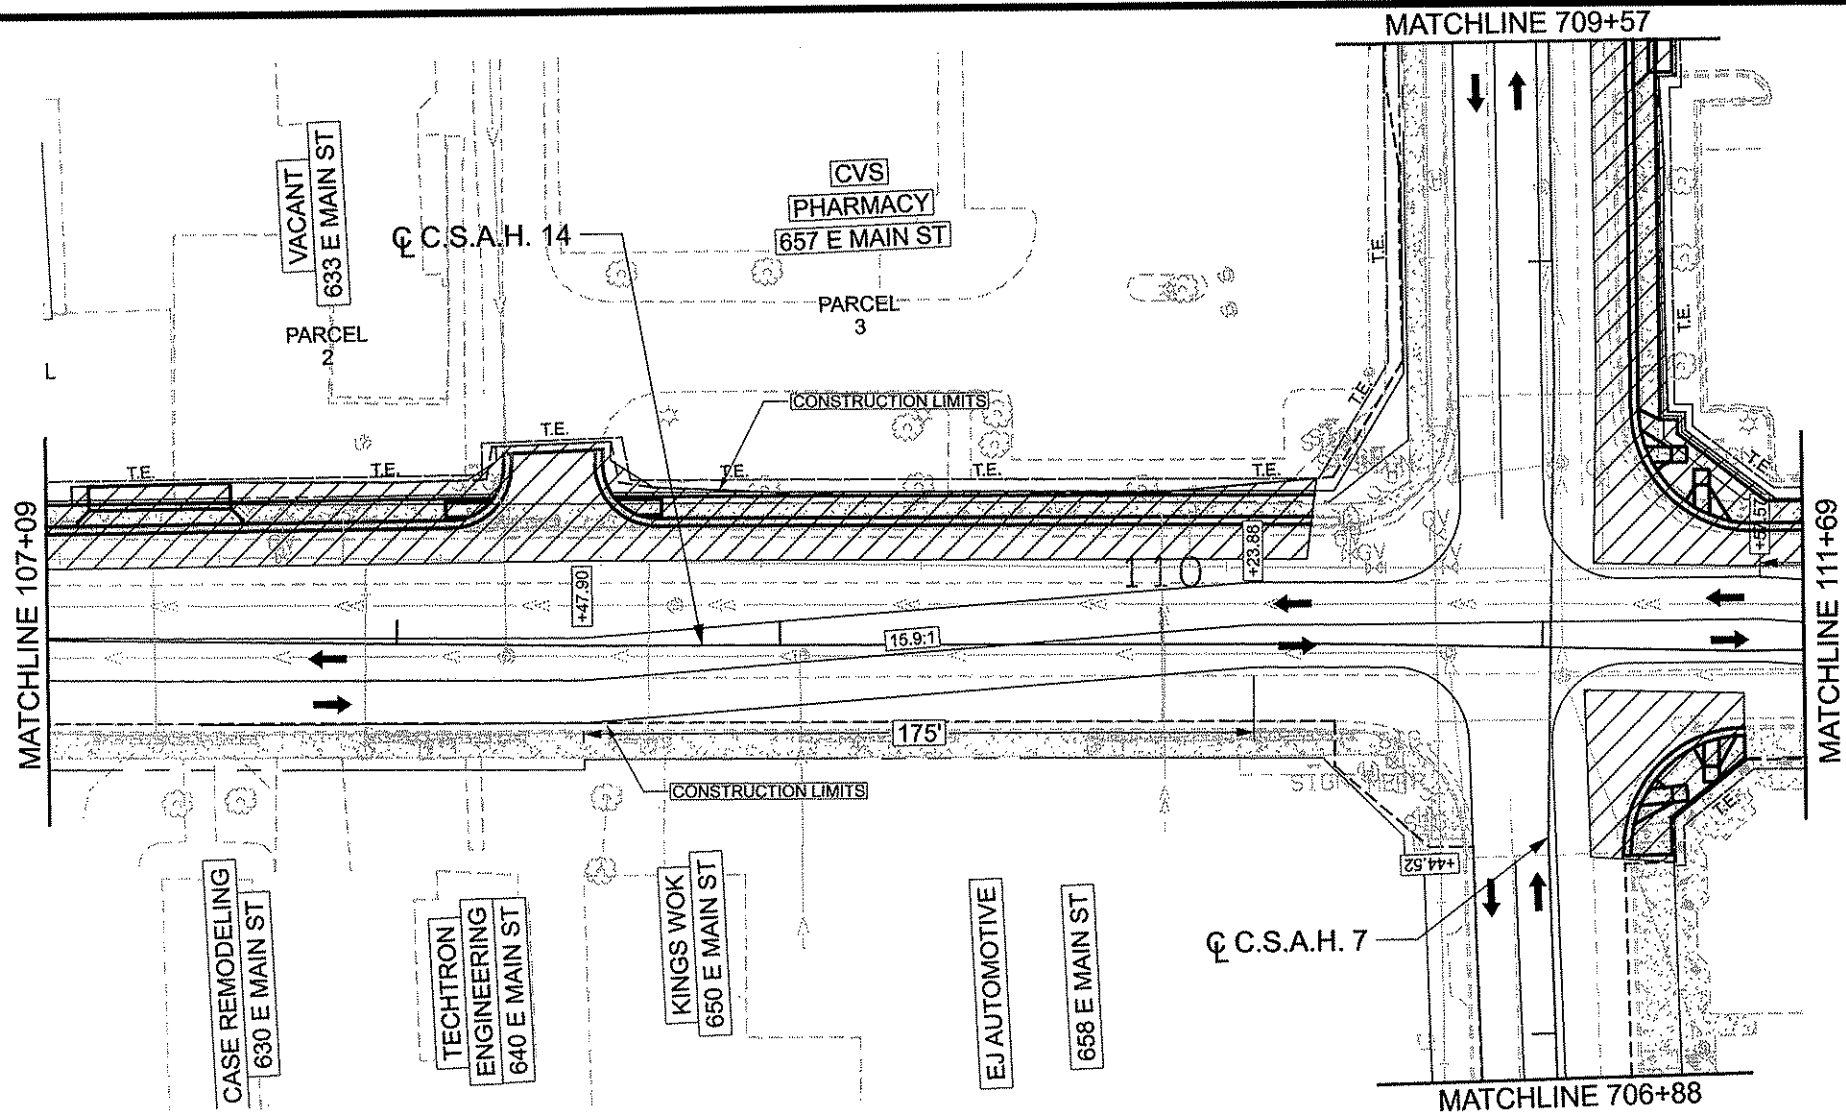 MATCHLINE 709+57
VACANT
633 E MAIN ST
CVS
PHARMACY
657 E MAIN ST
℄ C.S.A.H. 14
T.E.
T.E.
PARCEL
2
PARCEL
3
L
T.E.
CONSTRUCTION LIMITS
T.E.
T.E.
T.E.
T.E.
T.E.
T.E.
T.E.
MATCHLINE 107+09
+47.90
110
+23.88
+57.57
MATCHLINE 111+69
15.9:1
175'
CONSTRUCTION LIMITS
T.E.
+44.52
CASE REMODELING
630 E MAIN ST
TECHTRON
ENGINEERING
640 E MAIN ST
KINGS WOK
650 E MAIN ST
EJ AUTOMOTIVE
658 E MAIN ST
℄ C.S.A.H. 7
MATCHLINE 706+88